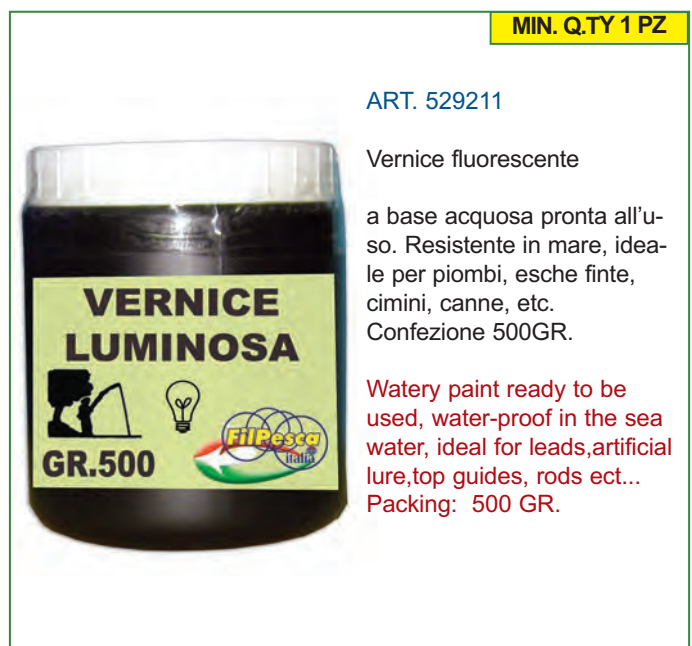 MIN. Q.TY 1 PZ
ART. 529211
Vernice fluorescente
a base acquosa pronta all'u-
so. Resistente in mare, idea-
le per piombi, esche finte,
cimini, canne, etc.
Confezione 500GR.
Watery paint ready to be
used, water-proof in the sea
water, ideal for leads,artificial
lure,top guides, rods ect...
Packing: 500 GR.
VERNICE
LUMINOSA
GR.500
FilPesca
italia